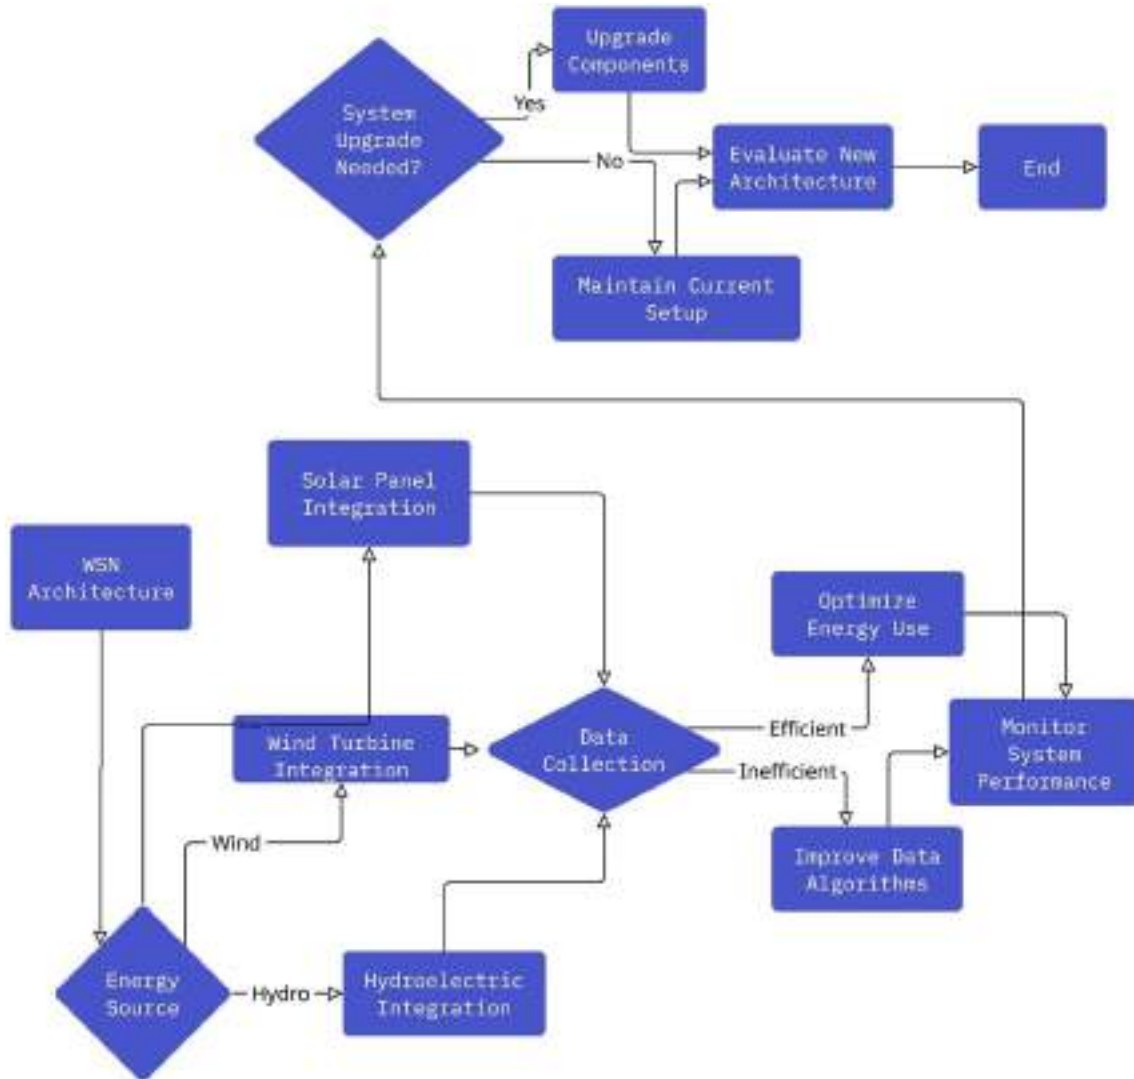 Upgrade
Components
System
Upgrade
Needed?
Yes
No
Evaluate New
Architecture
End
Maintain Current
Setup
Solar Panel
Integration
WSN
Architecture
Optimize
Energy Use
Wind Turbine
Integration
Data
Collection
Efficient
Inefficient
Monitor
System
Performance
Wind
Improve Data
Algorithms
Energy
Source
Hydro
Hydroelectric
Integration